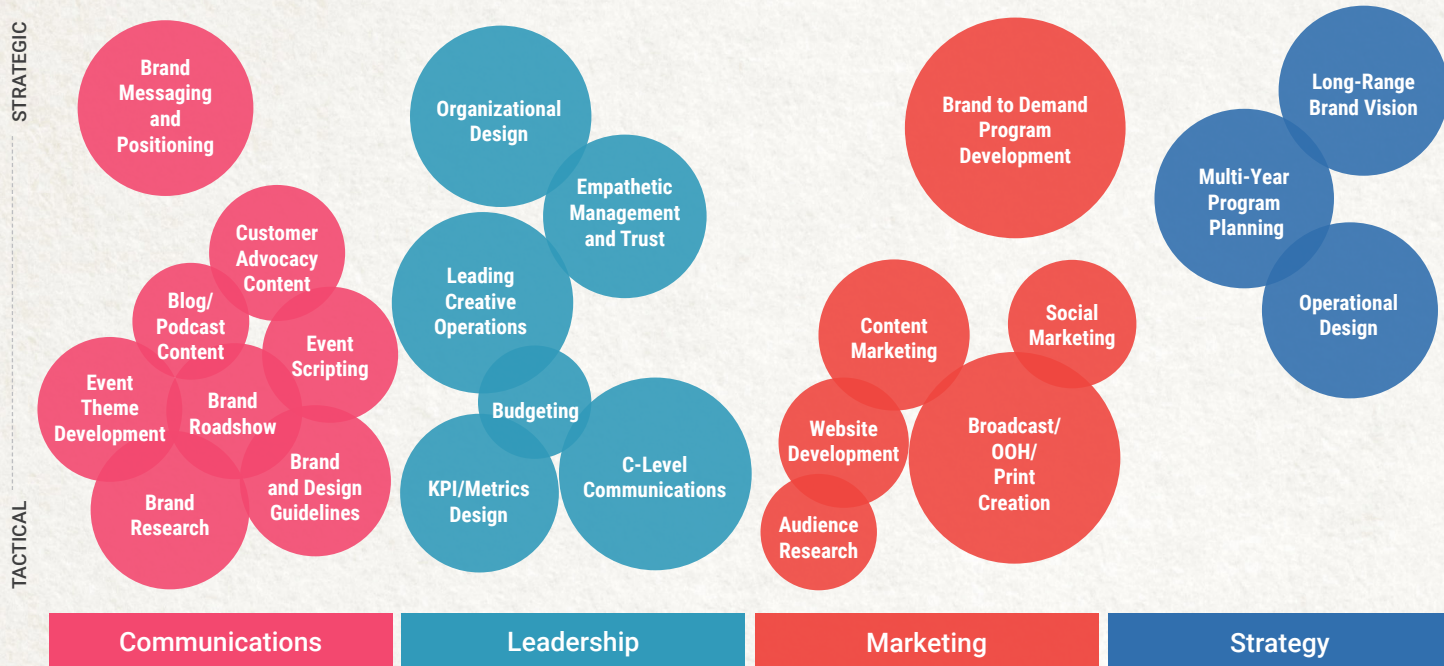 STRATEGIC
TACTICAL
Brand
Messaging
and
Positioning
Customer
Advocacy
Content
Blog/
Podcast
Content
Event
Scripting
Event
Theme
Development
Brand
Roadshow
Brand
and Design
Guidelines
Brand
Research
Communications
Organizational
Design
Empathetic
Management
and Trust
Leading
Creative
Operations
Budgeting
KPI/Metrics
Design
C-Level
Communications
Leadership
Brand to Demand
Program
Development
Content
Marketing
Social
Marketing
Website
Development
Broadcast/
OOH/
Print
Creation
Audience
Research
Marketing
Long-Range
Brand Vision
Multi-Year
Program
Planning
Operational
Design
Strategy